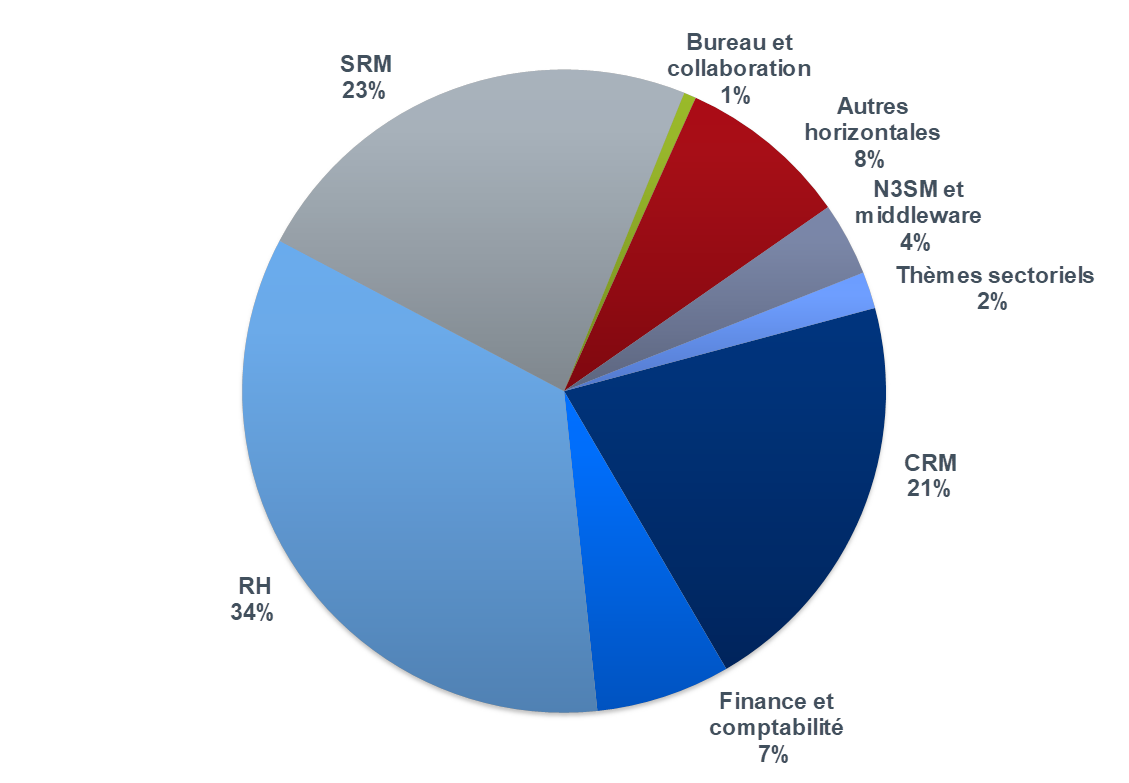 Bureau et
collaboration
1%
SRM
23%
Autres
horizontales
8%
N3SM et
middleware
4%
Thèmes sectoriels
2%
CRM
21%
RH
34%
Finance et
comptabilité
7%